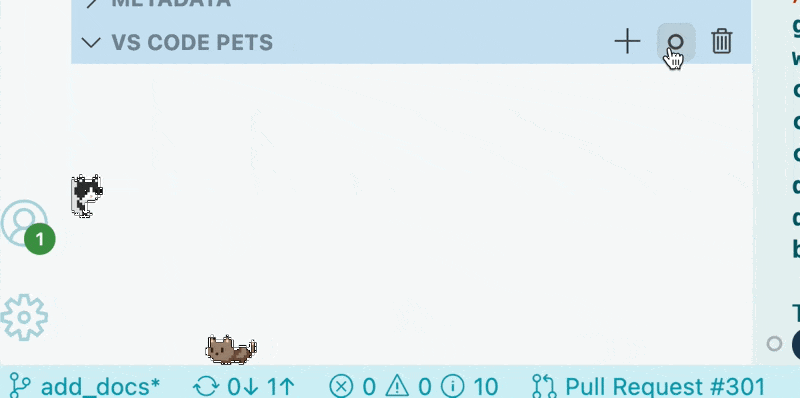 METADATA
VS CODE PETS
1
add_docs* 0↓ 1↑ 0 0 10 Pull Request #301